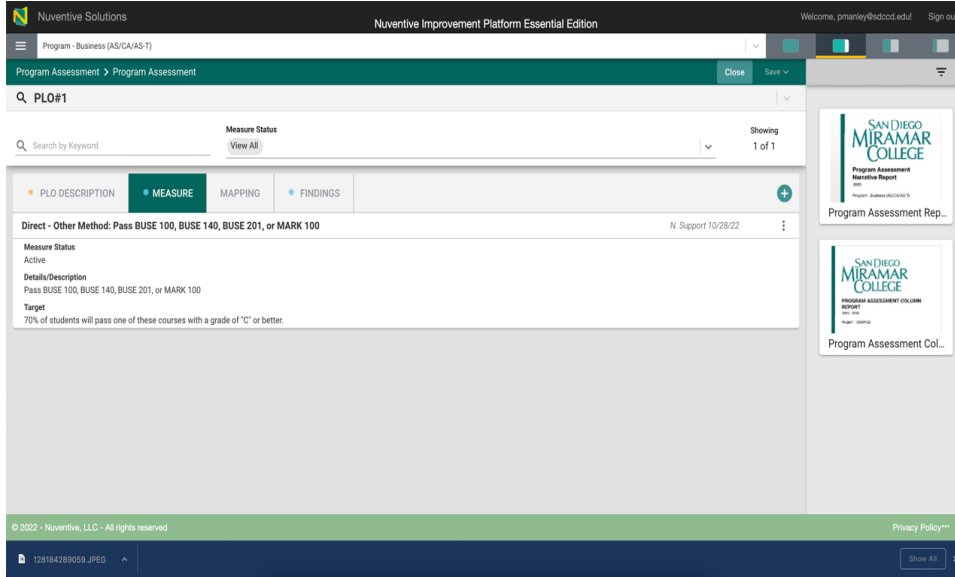 Nuventive Solutions
Nuventive Improvement Platform Essential Edition
Welcome, pmanley@sdccd.edu!
Sign ou
Program - Business (AS/CA/AS-T)
Program Assessment > Program Assessment
Close
Save
PLO#1
Search by Keyword
Measure Status
View All
Showing
1 of 1
PLO DESCRIPTION
MEASURE
MAPPING
FINDINGS
Direct - Other Method: Pass BUSE 100, BUSE 140, BUSE 201, or MARK 100
N. Support 10/28/22
Measure Status
Active
Details/Description
Pass BUSE 100, BUSE 140, BUSE 201, or MARK 100
Target
70% of students will pass one of these courses with a grade of "C" or better.
SAN DIEGO
MIRAMAR
COLLEGE
Program Assessment
Narrative Report
Program Assessment Rep...
SAN DIEGO
MIRAMAR
COLLEGE
PROGRAM ASSESSMENT COLUMN
REPORT
Program Assessment Col...
© 2022 - Nuventive, LLC - All rights reserved
Privacy Policy
128184289059.JPEG
Show All